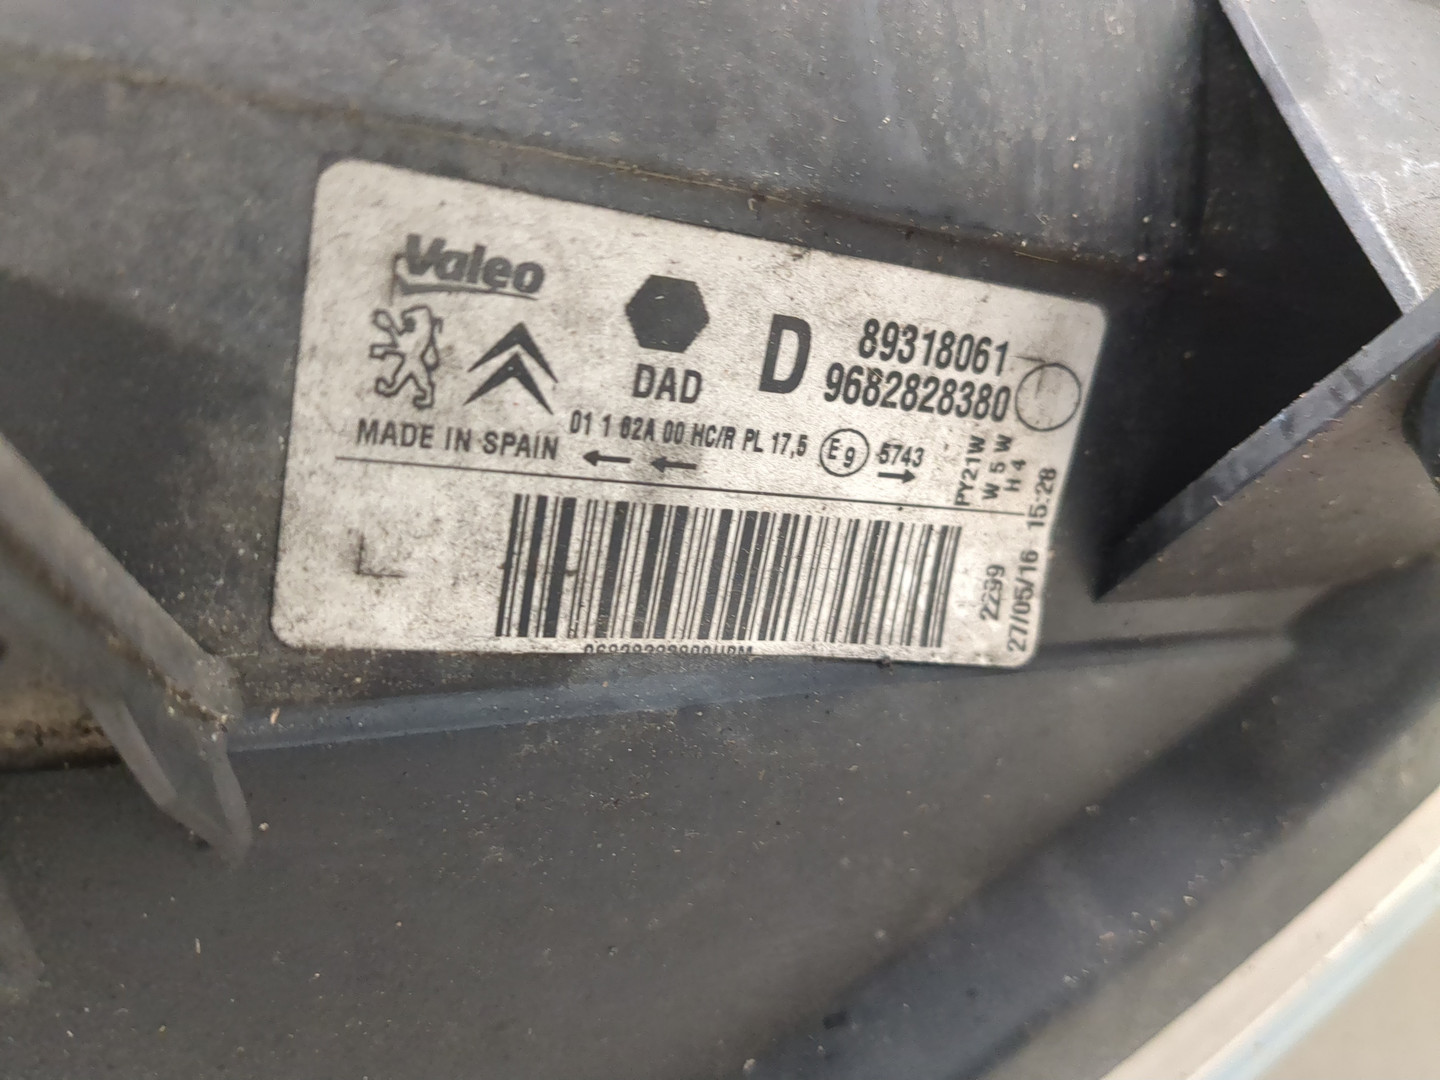 Valeo
DAD
D
89318061
9682828380
MADE IN SPAIN
01 1 62A 00 HC/R PL 17,5
E9
5743
PY21W
W5W
H4W
L
2299
27/05/16 15:28